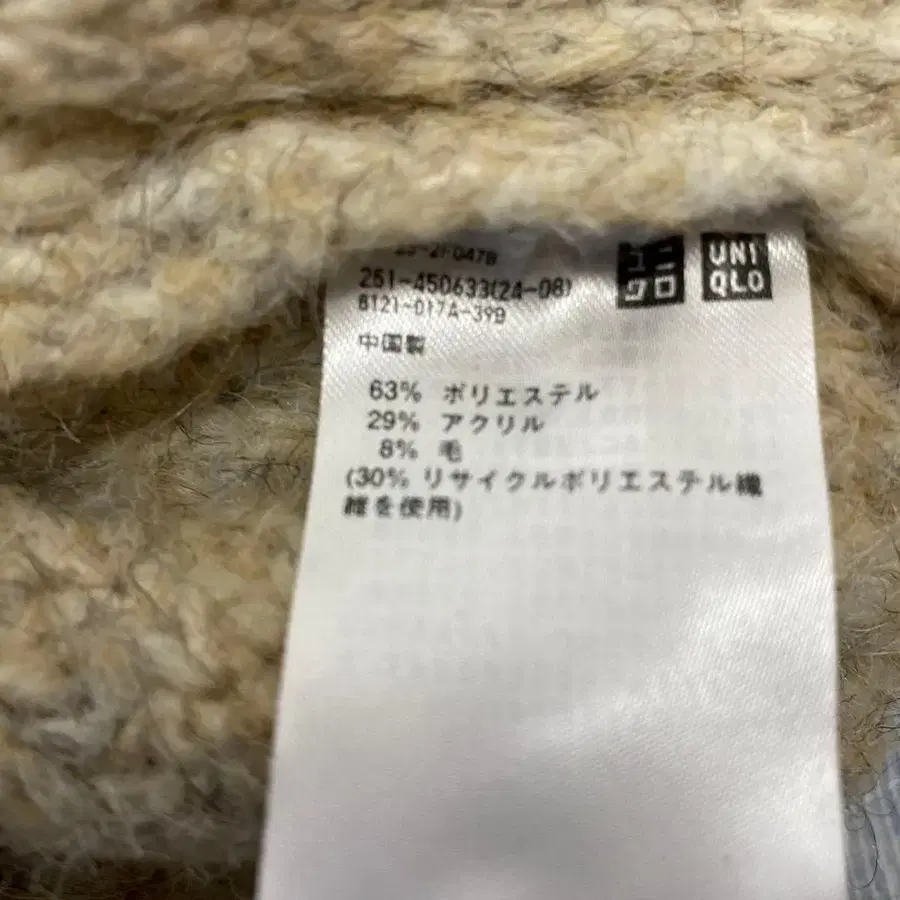 251-450633(24-08)
8121-017A-39B
中国製
63% ポリエステル
29% アクリル
8% 毛
(30% リサイクルポリエステル繊
維を使用)
ユニ
クロ
UNI
QLO